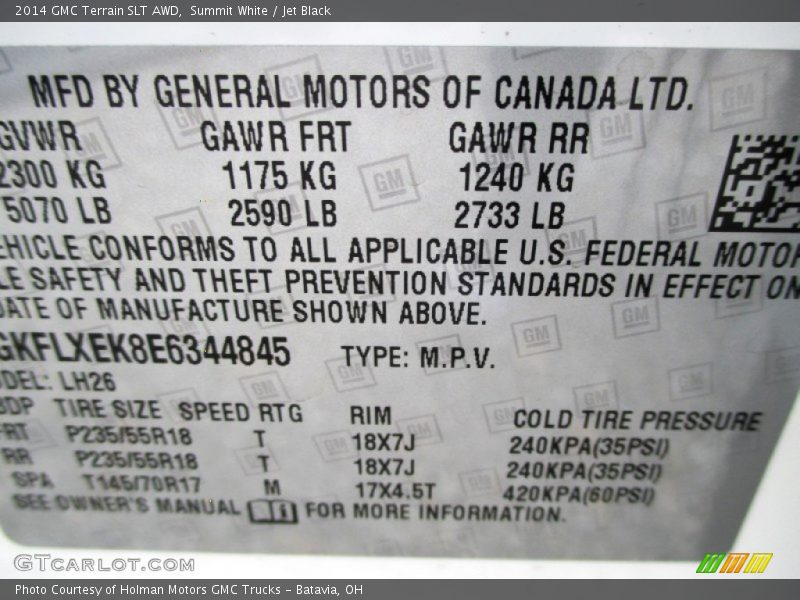 2014 GMC Terrain SLT AWD, Summit White / Jet Black
MFD BY GENERAL MOTORS OF CANADA LTD.
GVWR GAWR FRT GAWR RR
2300 KG 1175 KG 1240 KG
5070 LB 2590 LB 2733 LB
EHICLE CONFORMS TO ALL APPLICABLE U.S. FEDERAL MOTOR
LE SAFETY AND THEFT PREVENTION STANDARDS IN EFFECT ON
DATE OF MANUFACTURE SHOWN ABOVE.
GKFLXEK8E6344845 TYPE: M.P.V.
ODEL: LH26
BDP TIRE SIZE SPEED RTG RIM COLD TIRE PRESSURE
FRT P235/55R18 T 18X7J 240KPA(35PSI)
RR P235/55R18 T 18X7J 240KPA(35PSI)
SPA T145/70R17 M 17X4.5T 420KPA(60PSI)
SEE OWNER'S MANUAL FOR MORE INFORMATION.
GTCARLOT.COM
Photo Courtesy of Holman Motors GMC Trucks - Batavia, OH